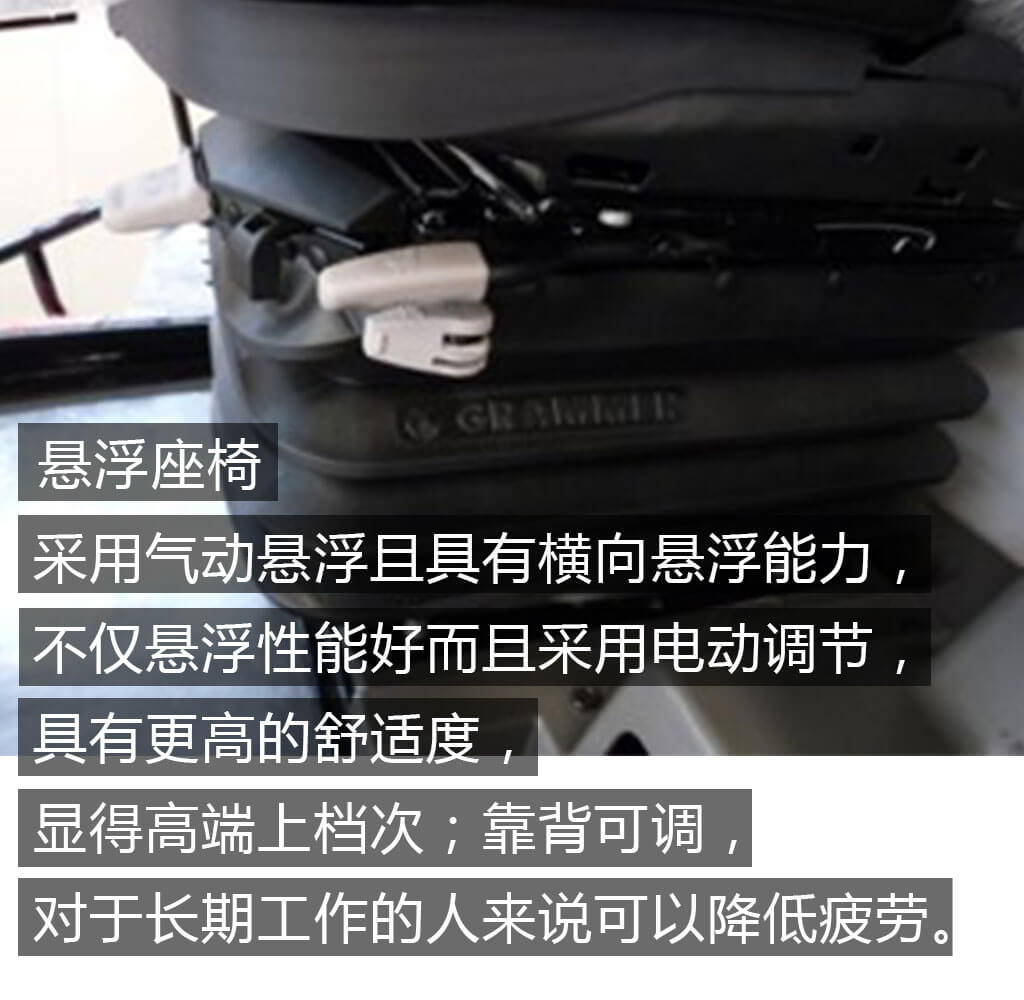 GRAMMER
悬浮座椅
采用气动悬浮且具有横向悬浮能力，
不仅悬浮性能好而且采用电动调节，
具有更高的舒适度，
显得高端上档次；靠背可调，
对于长期工作的人来说可以降低疲劳。